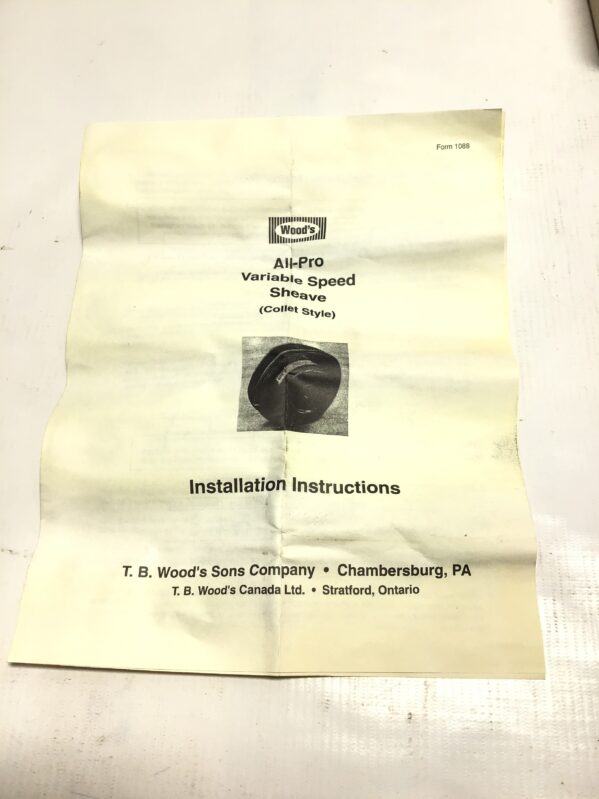 Form 1088
Wood's
All-Pro
Variable Speed
Sheave
(Collet Style)
Installation Instructions
T. B. Wood's Sons Company • Chambersburg, PA
T. B. Wood's Canada Ltd. • Stratford, Ontario